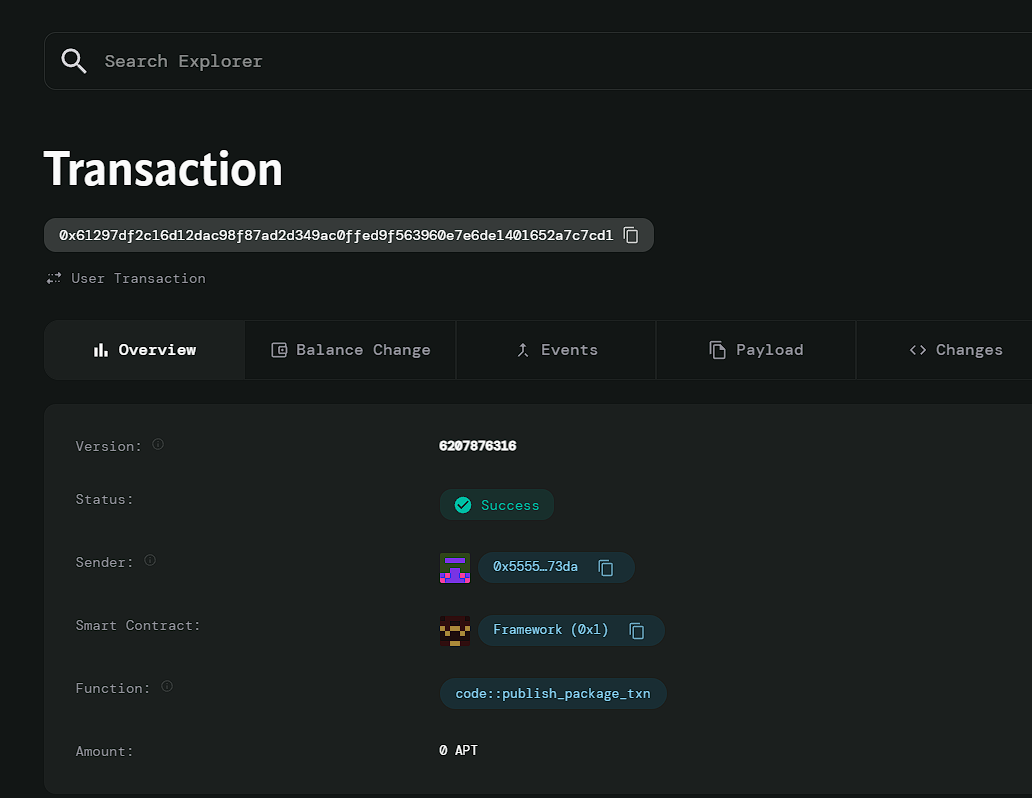 Search Explorer
Transaction
0x61297df2c16d12dac98f87ad2d349ac0ffed9f563960e7e6de1401652a7c7cd1
User Transaction
Overview Balance Change Events Payload Changes
Version: 6207876316
Status: Success
Sender: 0x5555…73da
Smart Contract: Framework (0x1)
Function: code::publish_package_txn
Amount: 0 APT